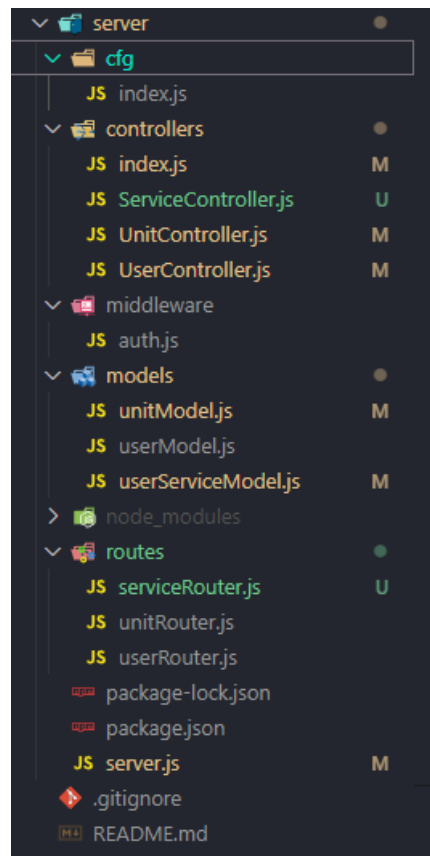 server
cfg
JS index.js
controllers
JS index.js M
JS ServiceController.js U
JS UnitController.js M
JS UserController.js M
middleware
JS auth.js
models
JS unitModel.js M
JS userModel.js
JS userServiceModel.js M
node_modules
routes
JS serviceRouter.js U
JS unitRouter.js
JS userRouter.js
npm package-lock.json
npm package.json
JS server.js M
.gitignore
M README.md